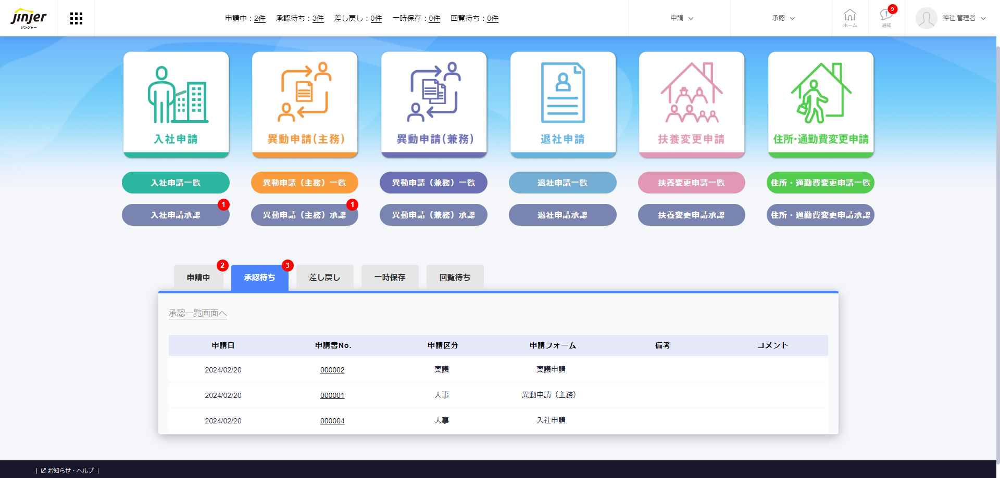 jinjer
ジンジャー
申請中：2件 承認待ち：3件 差し戻し：0件 一時保存：0件 回覧待ち：0件
申請
承認
ホーム
9
通知
神社 管理者
入社申請
異動申請(主務)
異動申請(兼務)
退社申請
扶養変更申請
住所・通勤費変更申請
入社申請一覧
異動申請（主務）一覧
異動申請（兼務）一覧
退社申請一覧
扶養変更申請一覧
住所・通勤費変更申請一覧
入社申請承認
1
異動申請（主務）承認
1
異動申請（兼務）承認
退社申請承認
扶養変更申請承認
住所・通勤費変更申請承認
申請中
2
承認待ち
3
差し戻し
一時保存
回覧待ち
承認一覧画面へ
申請日 申請書No. 申請区分 申請フォーム 備考 コメント
2024/02/20 000002 稟議 稟議申請
2024/02/20 000001 人事 異動申請（主務）
2024/02/20 000004 人事 入社申請
| お知らせ・ヘルプ |